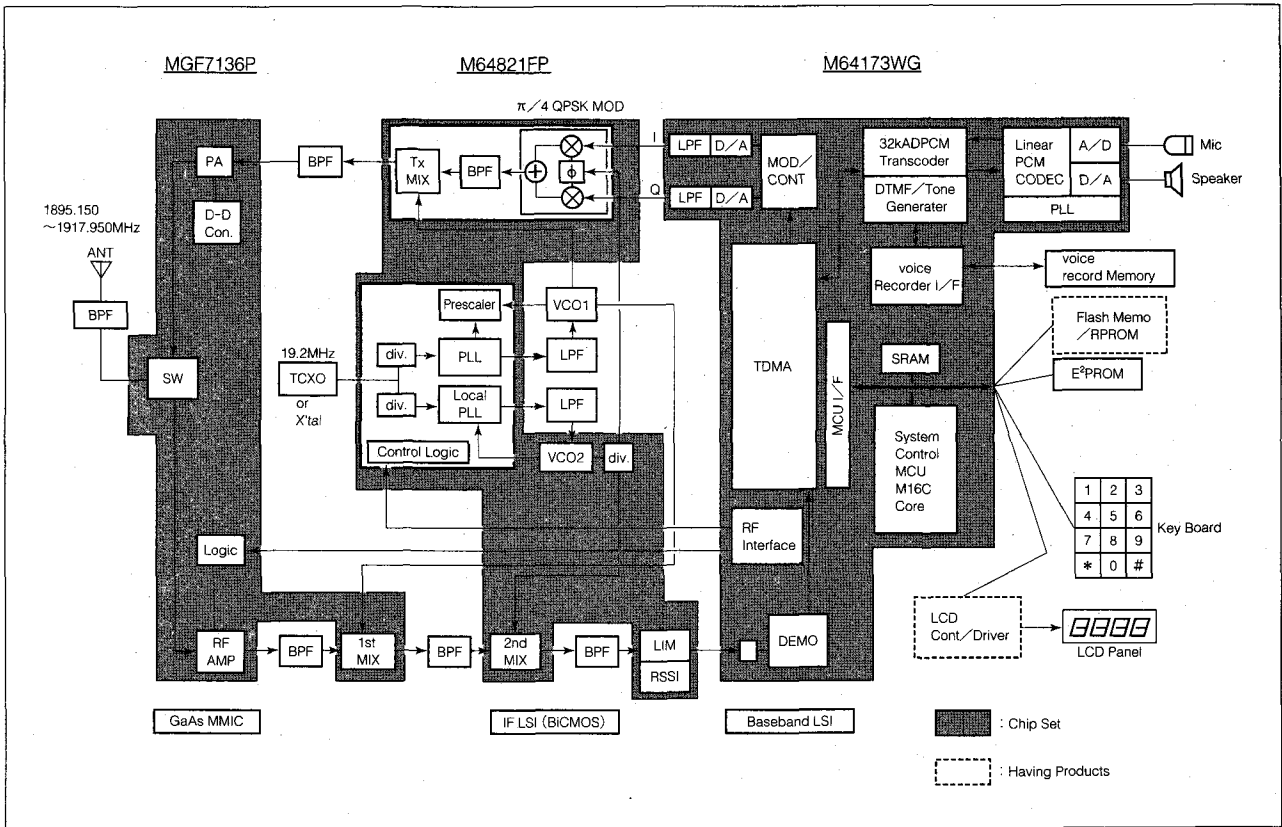 MGF7136P
M64821FP
M64173WG
π/4 QPSK MOD
PA
D-D
Con.
BPF
Tx
MIX
BPF
ϕ
I
Q
LPF
D/A
LPF
D/A
MOD/
CONT
32kADPCM
Transcoder
DTMF/Tone
Generater
Linear
PCM
CODEC
A/D
D/A
PLL
Mic
Speaker
1895.150
~1917.950MHz
ANT
BPF
SW
19.2MHz
TCXO
or
X'tal
Prescaler
div.
PLL
div.
Local
PLL
Control Logic
VCO1
LPF
LPF
VCO2
div.
TDMA
MCU I/F
voice
Recorder I/F
voice
record Memory
Flash Memo
/RPROM
E²PROM
SRAM
System
Control
MCU
M16C
Core
RF
Interface
1 2 3
4 5 6
7 8 9
* 0 #
Key Board
Logic
RF
AMP
BPF
1st
MIX
BPF
2nd
MIX
BPF
LIM
RSSI
DEMO
LCD
Cont/Driver
8888
LCD Panel
GaAs MMIC
IF LSI (BiCMOS)
Baseband LSI
: Chip Set
: Having Products